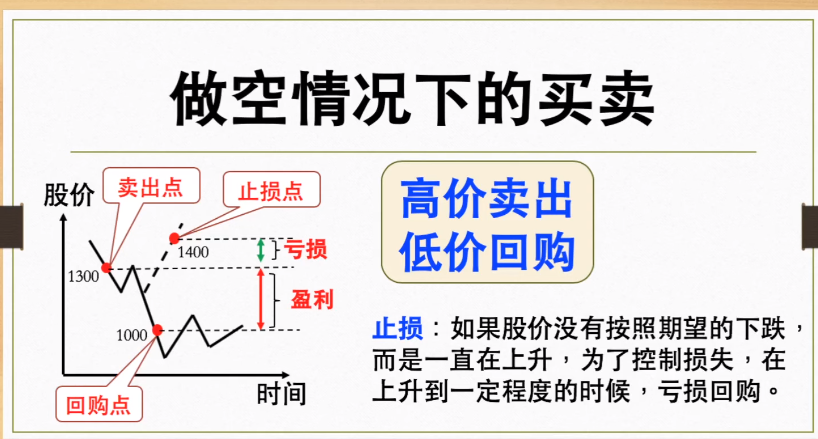 做空情况下的买卖
股价
卖出点
止损点
1400
亏损
1300
盈利
1000
回购点
时间
高价卖出
低价回购
止损：如果股价没有按照期望的下跌，
而是一直在上升，为了控制损失，在
上升到一定程度的时候，亏损回购。